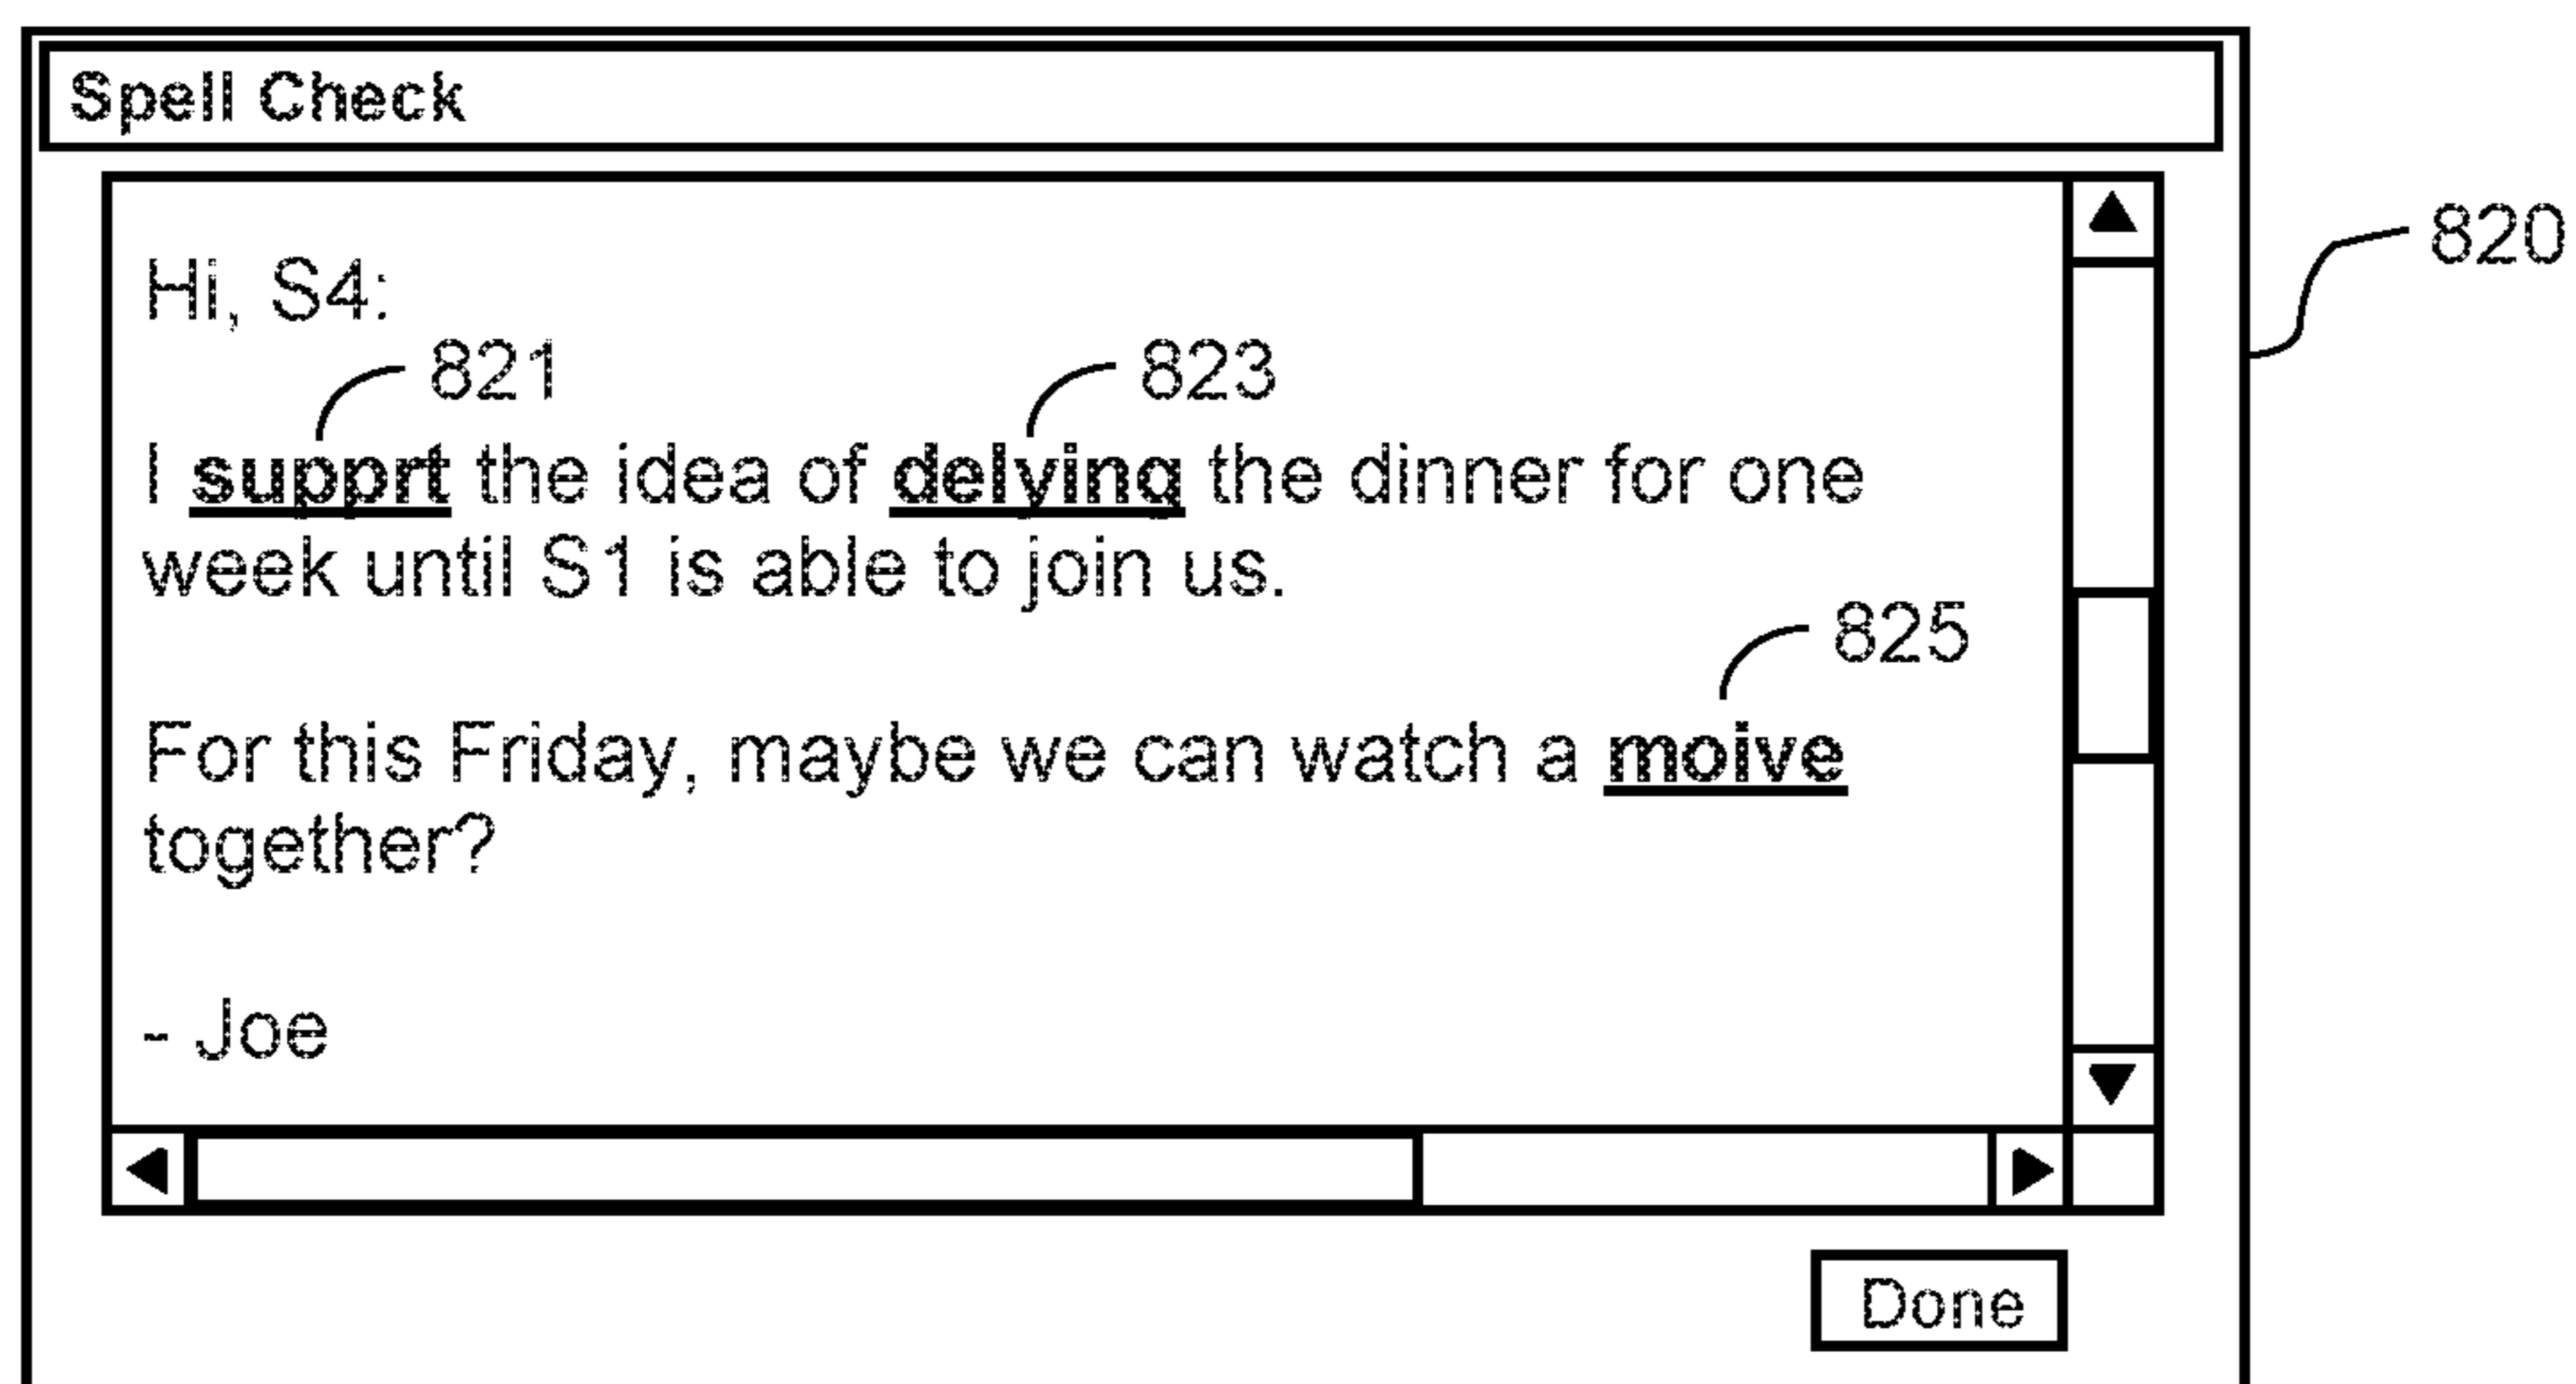 Spell Check
820
Hi, S4:
821 823
I supprt the idea of delying the dinner for one
week until S1 is able to join us.
825
For this Friday, maybe we can watch a moive
together?
- Joe
Done